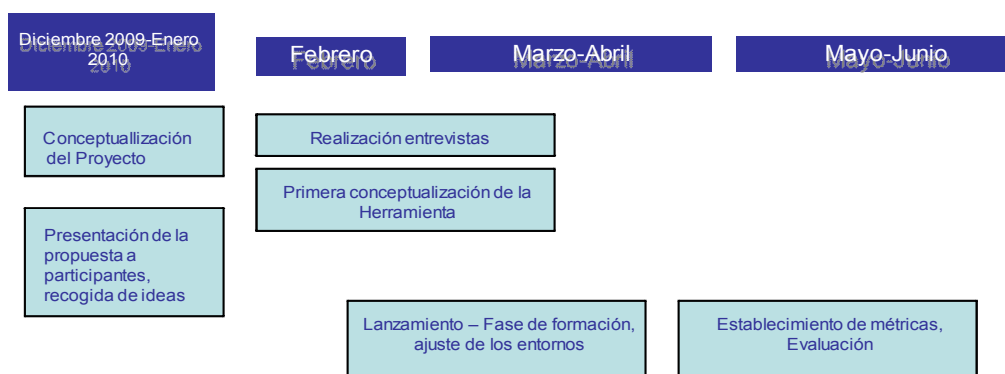 Diciembre 2009-Enero
2010
Febrero
Marzo-Abril
Mayo-Junio
Conceptuallización
del Proyecto
Realización entrevistas
Primera conceptualización de la
Herramienta
Presentación de la
propuesta a
participantes,
recogida de ideas
Lanzamiento – Fase de formación,
ajuste de los entornos
Establecimiento de métricas,
Evaluación